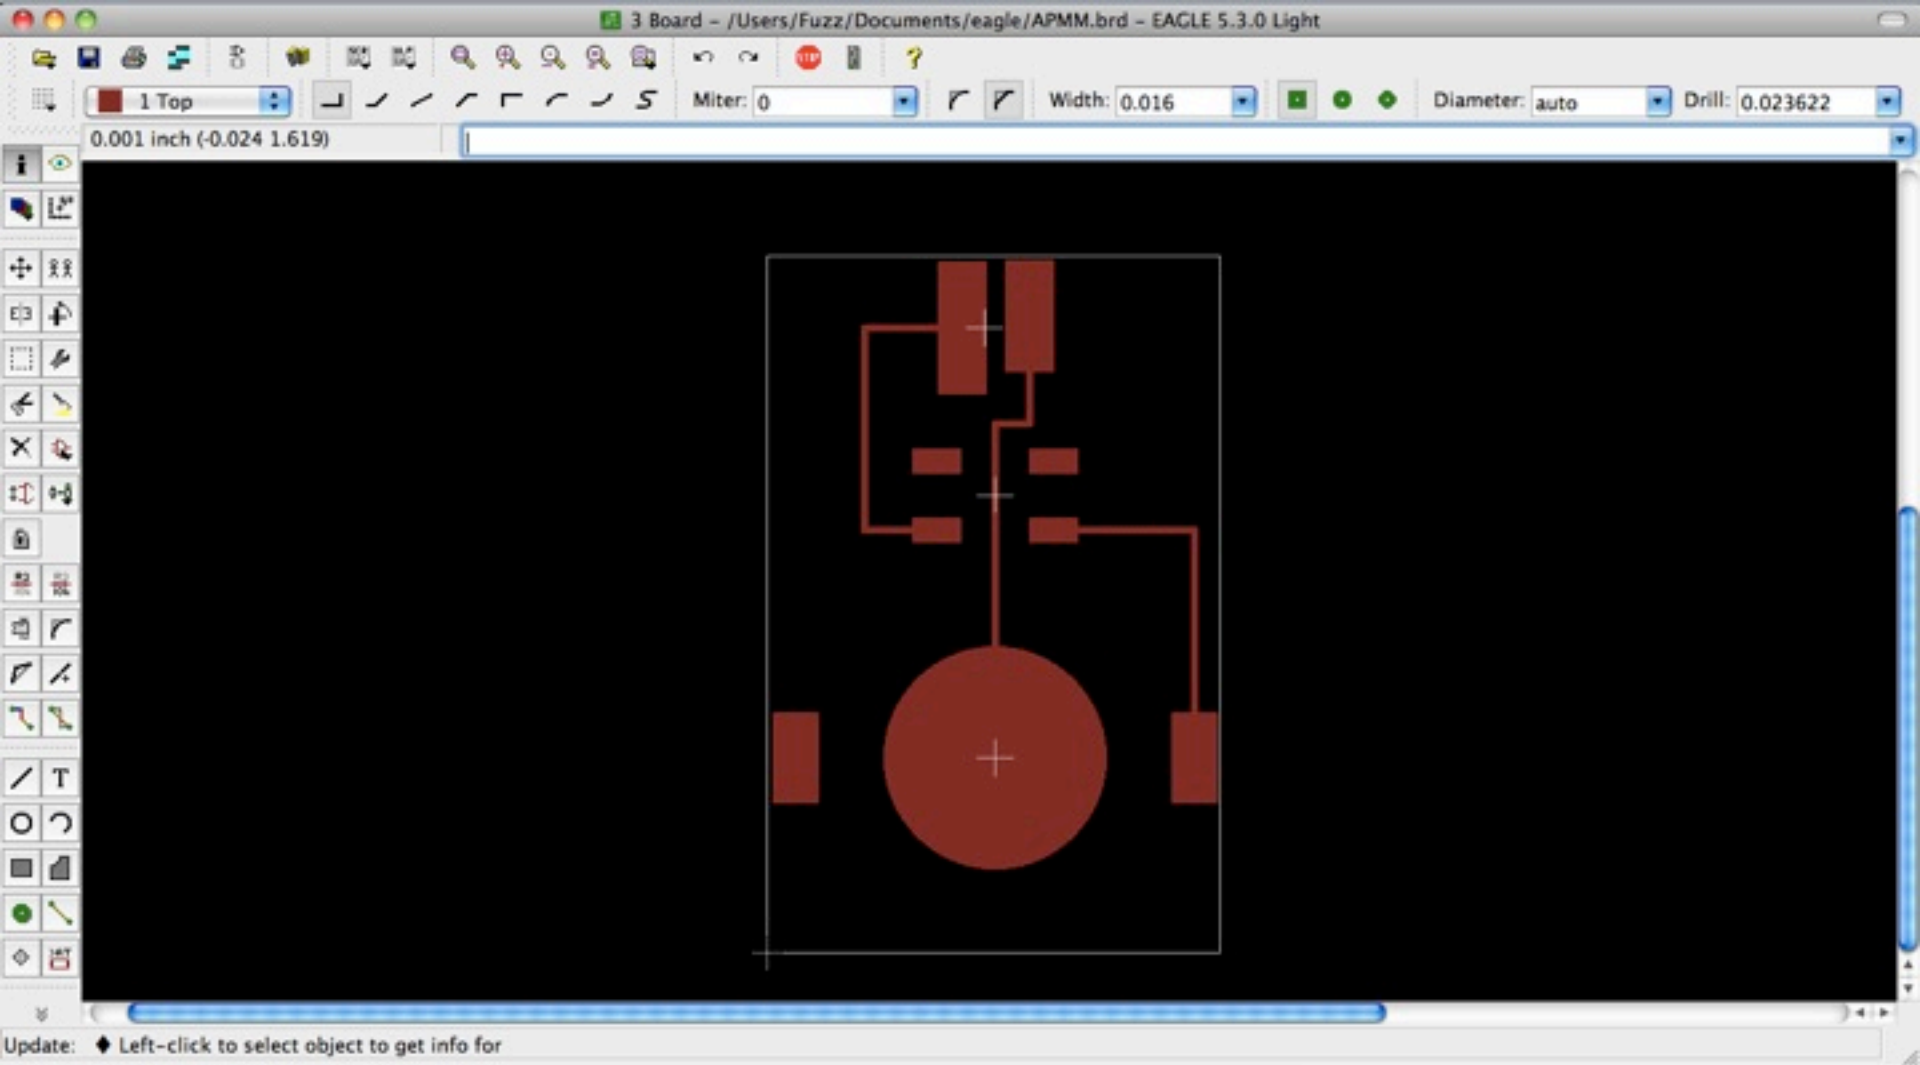 3 Board - /Users/Fuzz/Documents/eagle/APMM.brd - EAGLE 5.3.0 Light
STOP ?
1 Top Miter: 0 Width: 0.016 Diameter: auto Drill: 0.023622
0.001 inch (-0.024 1.619)
i
T
Update: ♦ Left-click to select object to get info for